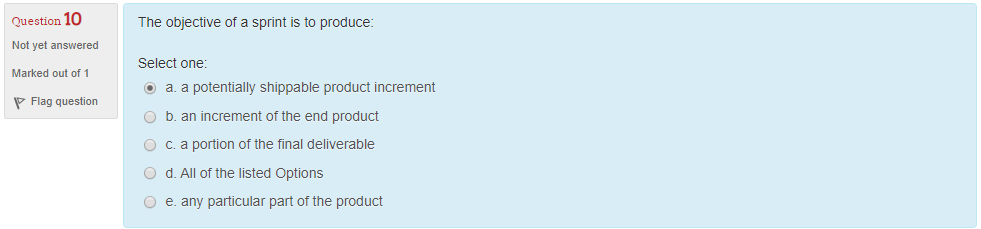 Question 10
Not yet answered
Marked out of 1
Flag question
The objective of a sprint is to produce:
Select one:
a. a potentially shippable product increment
b. an increment of the end product
c. a portion of the final deliverable
d. All of the listed Options
e. any particular part of the product